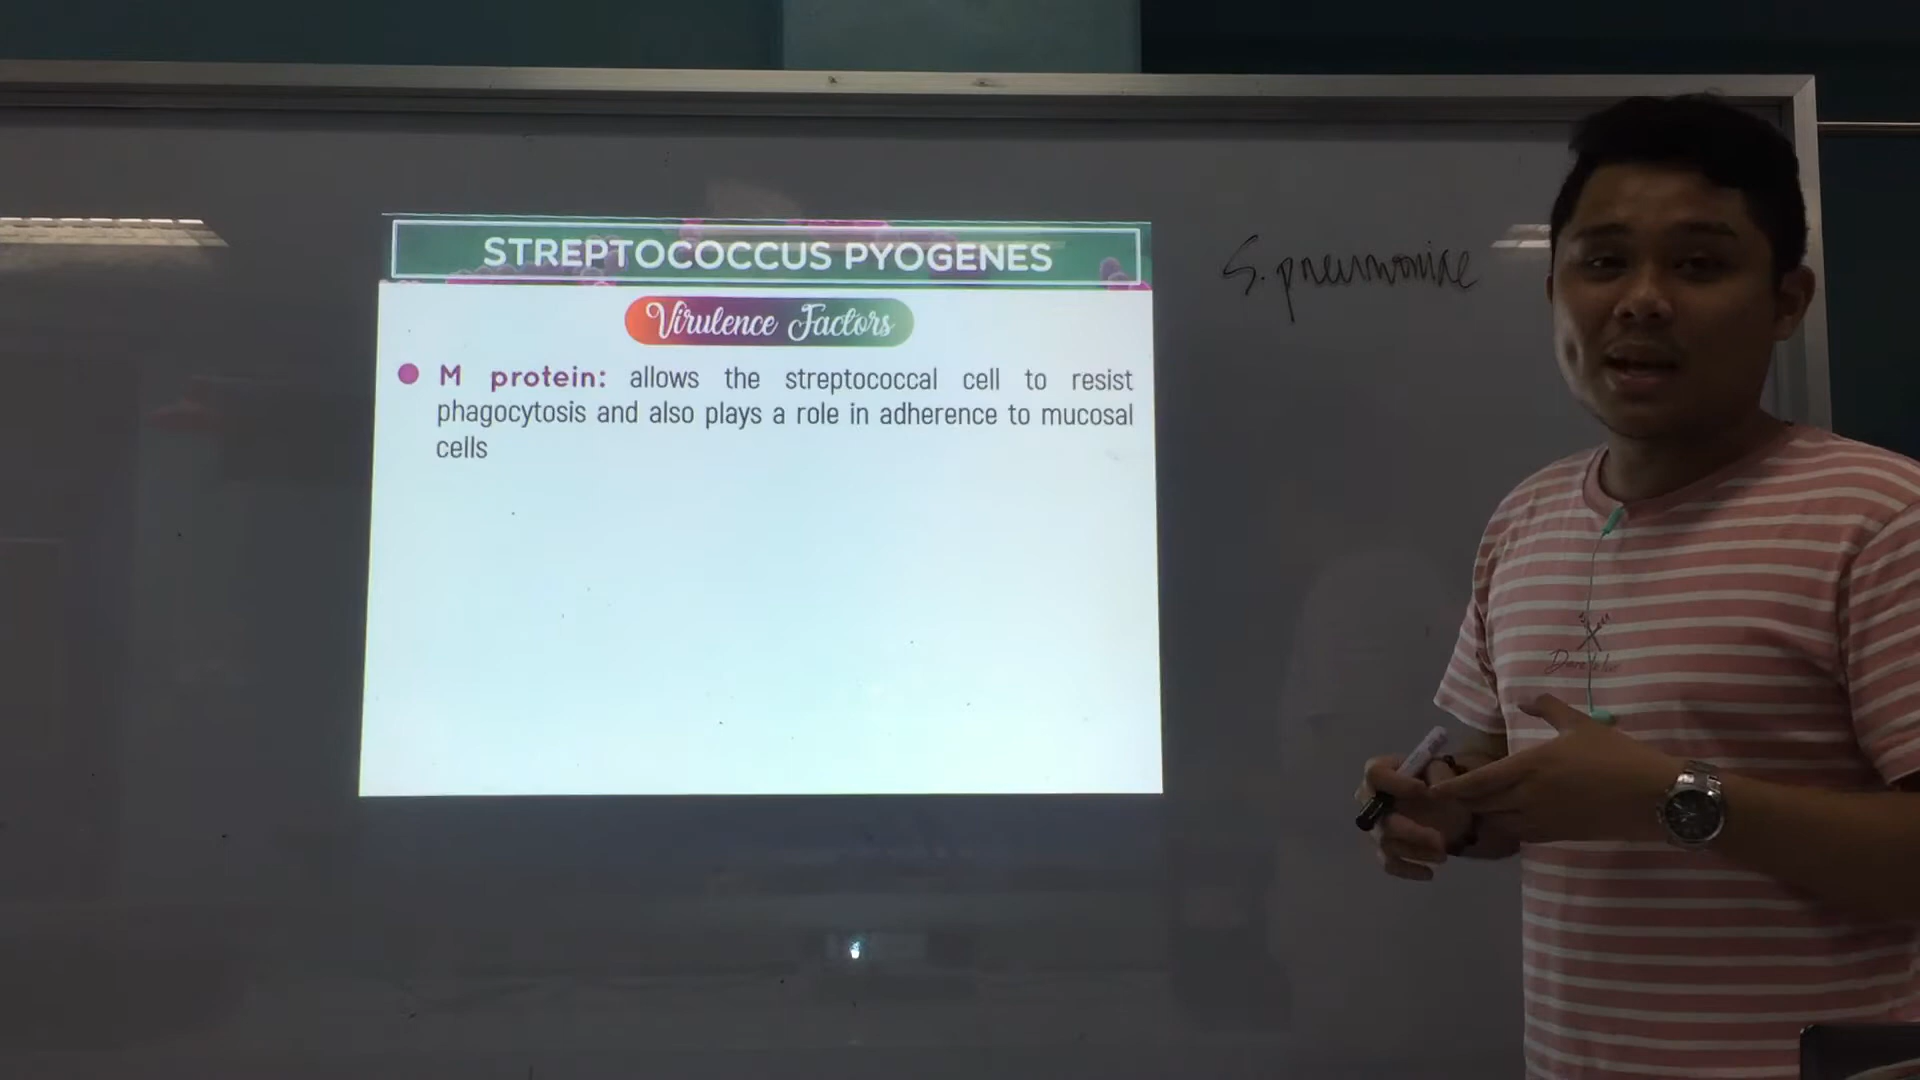 STREPTOCOCCUS PYOGENES
Virulence Factors
M protein: allows the streptococcal cell to resist
phagocytosis and also plays a role in adherence to mucosal
cells
S. pneumoniae